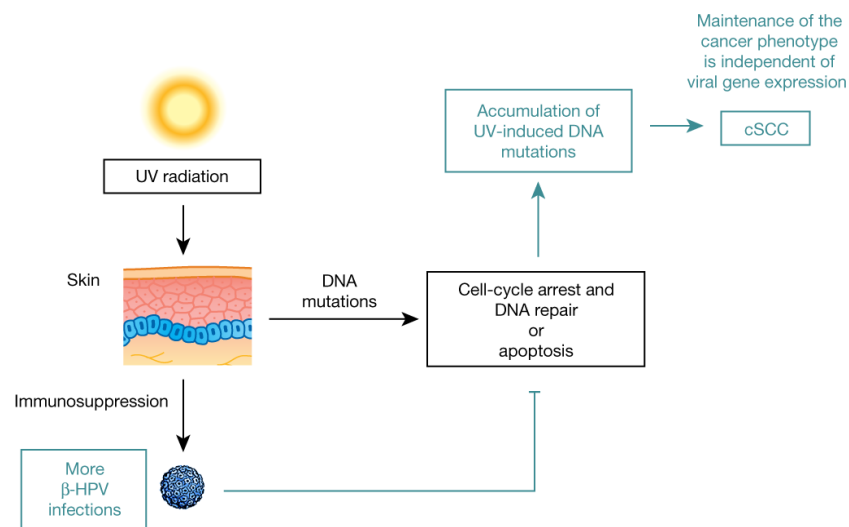 Maintenance of the
cancer phenotype
is independent of
viral gene expression
Accumulation of
UV-induced DNA
mutations
cSCC
UV radiation
Skin
DNA
mutations
Cell-cycle arrest and
DNA repair
or
apoptosis
Immunosuppression
More
β-HPV
infections